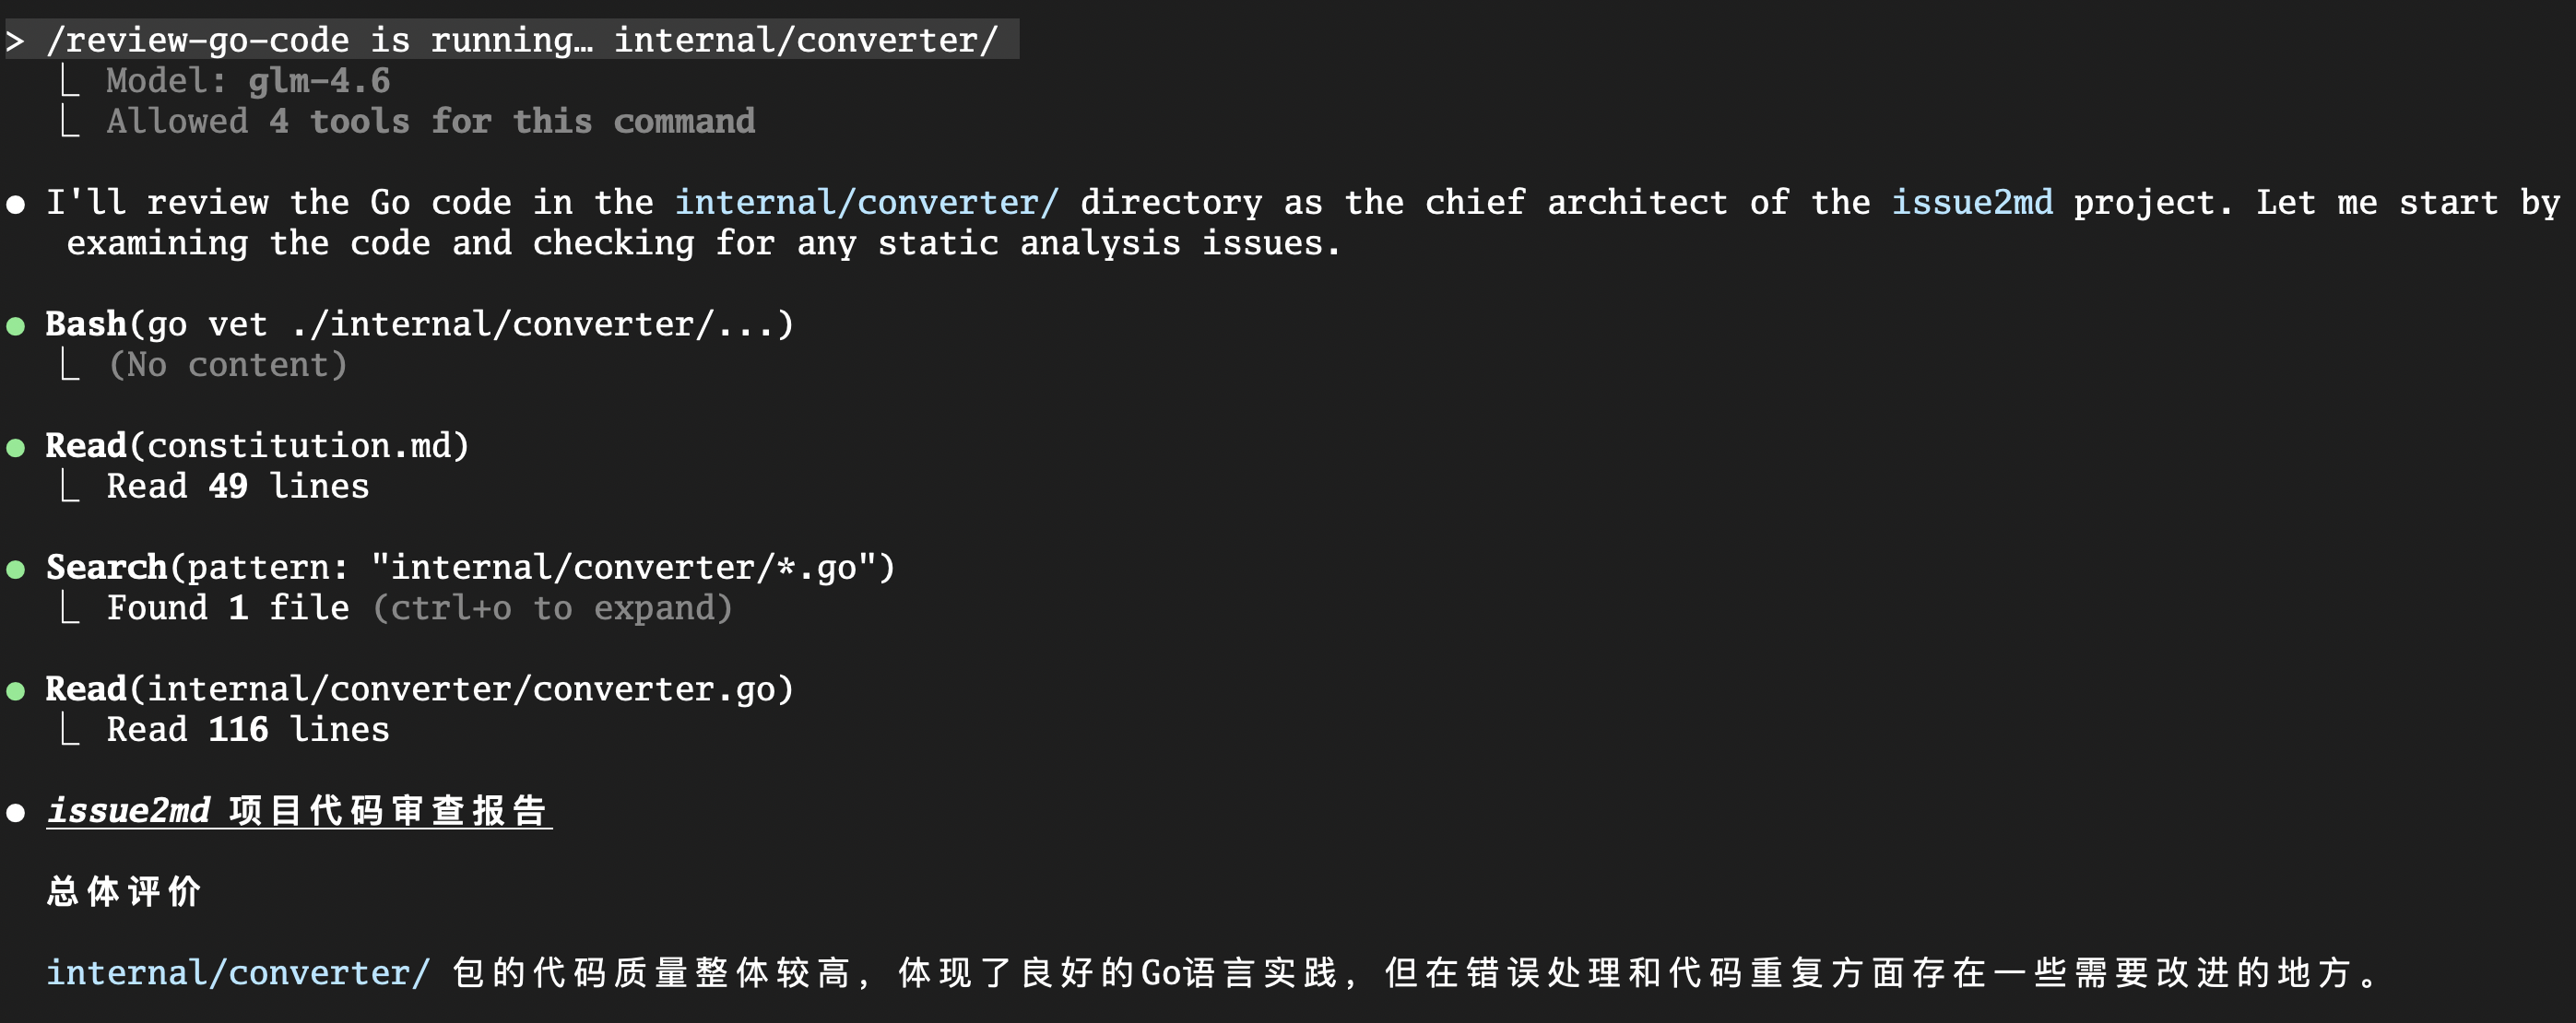 > /review-go-code is running… internal/converter/
⎿ Model: glm-4.6
⎿ Allowed 4 tools for this command
● I'll review the Go code in the internal/converter/ directory as the chief architect of the issue2md project. Let me start by
examining the code and checking for any static analysis issues.
● Bash(go vet ./internal/converter/...)
⎿ (No content)
● Read(constitution.md)
⎿ Read 49 lines
● Search(pattern: "internal/converter/*.go")
⎿ Found 1 file (ctrl+o to expand)
● Read(internal/converter/converter.go)
⎿ Read 116 lines
● issue2md 项目代码审查报告
总体评价
internal/converter/ 包的代码质量整体较高，体现了良好的Go语言实践，但在错误处理和代码重复方面存在一些需要改进的地方。